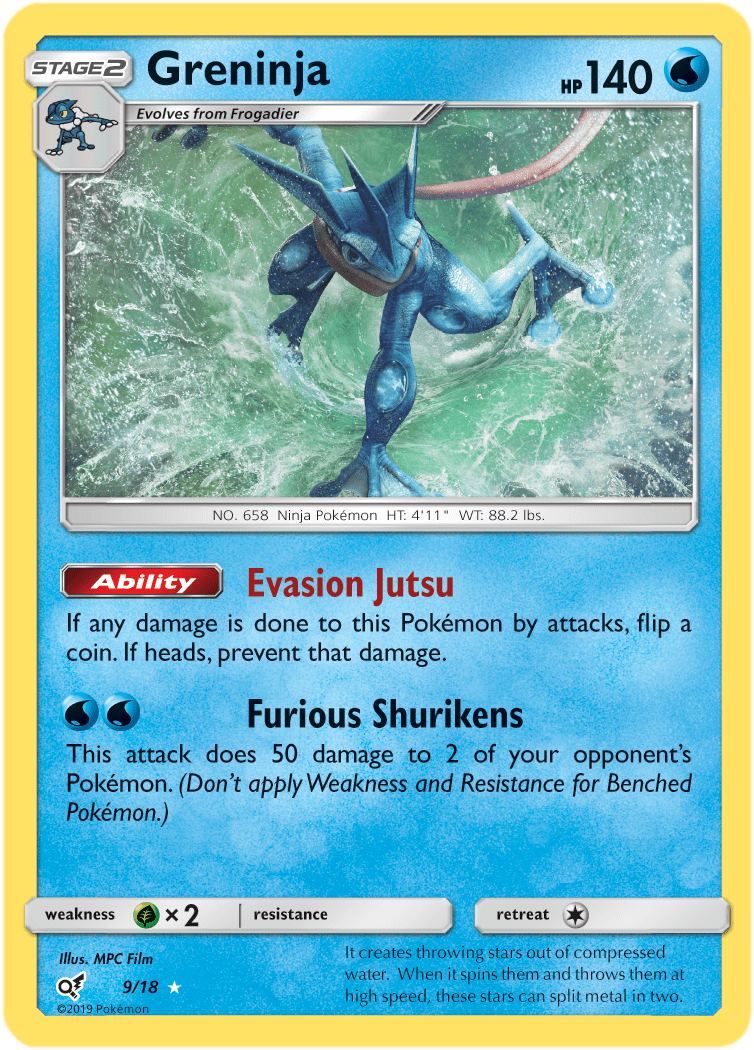 STAGE2
Greninja
HP 140
Evolves from Frogadier
NO. 658 Ninja Pokémon HT: 4'11" WT: 88.2 lbs.
Ability Evasion Jutsu
If any damage is done to this Pokémon by attacks, flip a
coin. If heads, prevent that damage.
Furious Shurikens
This attack does 50 damage to 2 of your opponent's
Pokémon. (Don't apply Weakness and Resistance for Benched
Pokémon.)
weakness ×2 resistance retreat
Illus. MPC Film
9/18
©2019 Pokémon
It creates throwing stars out of compressed
water. When it spins them and throws them at
high speed, these stars can split metal in two.